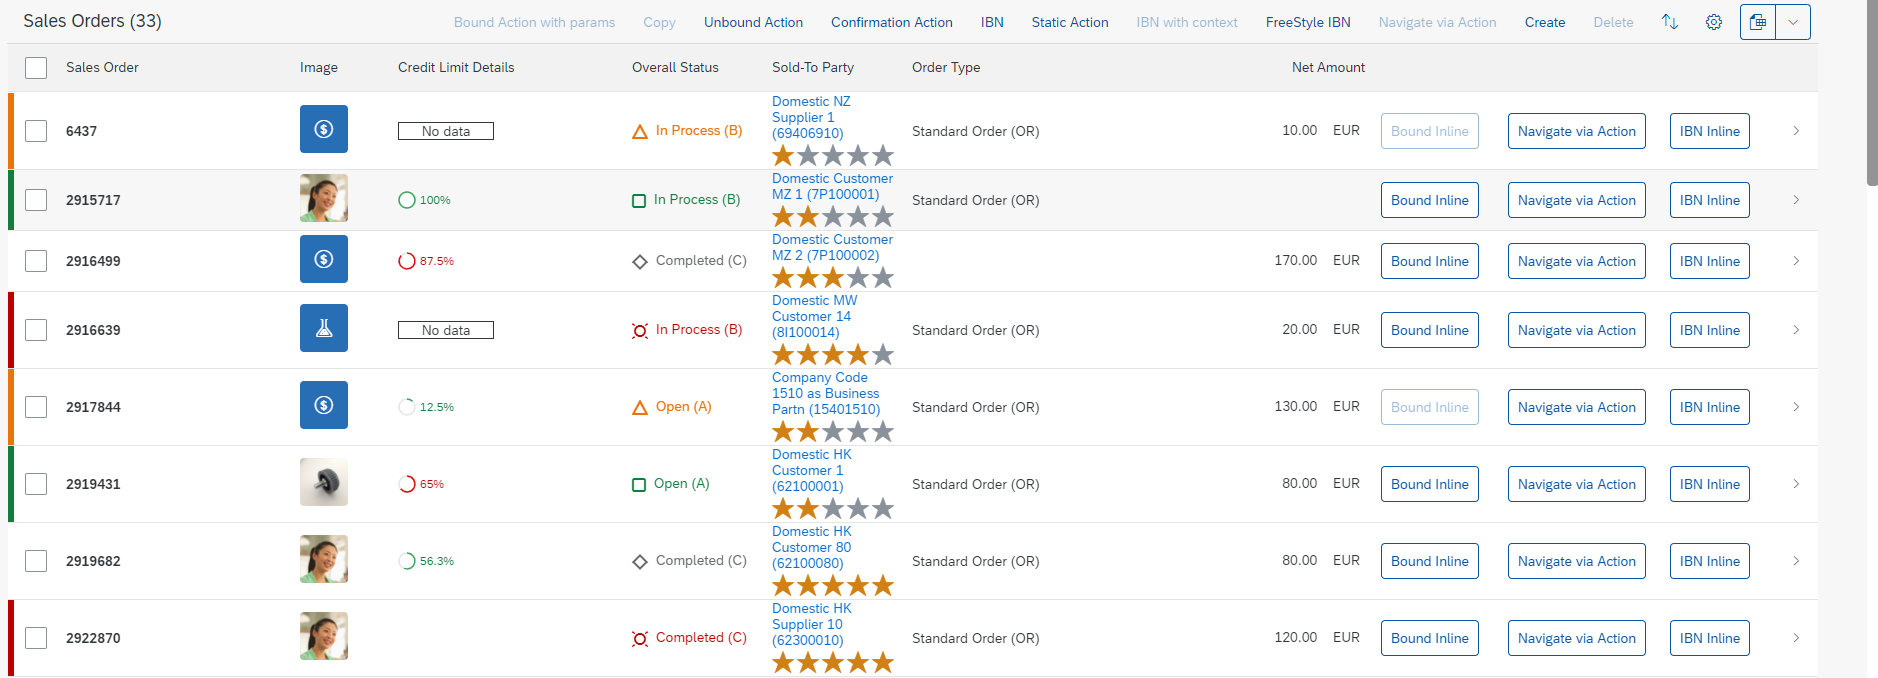 Sales Orders (33)
Bound Action with params Copy Unbound Action Confirmation Action IBN Static Action IBN with context FreeStyle IBN Navigate via Action Create Delete
Sales Order Image Credit Limit Details Overall Status Sold-To Party Order Type Net Amount
6437 No data In Process (B)
Domestic NZ
Supplier 1
(69406910)
Standard Order (OR) 10.00 EUR Bound Inline Navigate via Action IBN Inline
2915717 100% In Process (B)
Domestic Customer
MZ 1 (7P100001)
Standard Order (OR) Bound Inline Navigate via Action IBN Inline
2916499 87.5% Completed (C)
Domestic Customer
MZ 2 (7P100002)
170.00 EUR Bound Inline Navigate via Action IBN Inline
2916639 No data In Process (B)
Domestic MW
Customer 14
(8I100014)
Standard Order (OR) 20.00 EUR Bound Inline Navigate via Action IBN Inline
2917844 12.5% Open (A)
Company Code
1510 as Business
Partn (15401510)
Standard Order (OR) 130.00 EUR Bound Inline Navigate via Action IBN Inline
2919431 65% Open (A)
Domestic HK
Customer 1
(62100001)
Standard Order (OR) 80.00 EUR Bound Inline Navigate via Action IBN Inline
2919682 56.3% Completed (C)
Domestic HK
Customer 80
(62100080)
Standard Order (OR) 80.00 EUR Bound Inline Navigate via Action IBN Inline
2922870 Completed (C)
Domestic HK
Supplier 10
(62300010)
Standard Order (OR) 120.00 EUR Bound Inline Navigate via Action IBN Inline